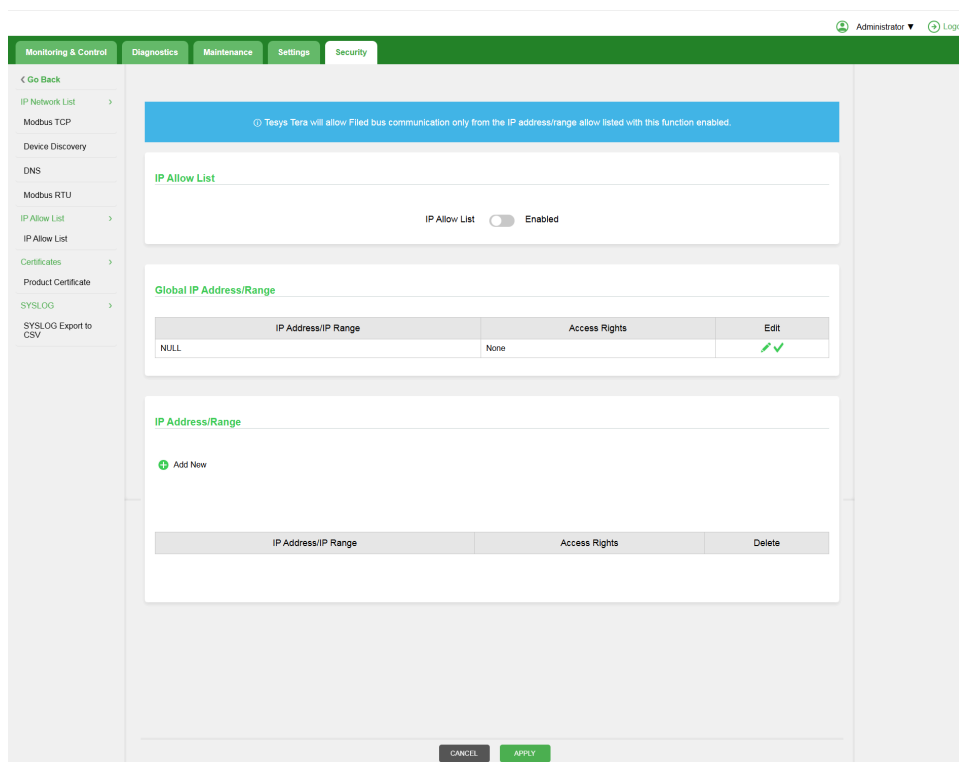 Administrator ▼
Monitoring & Control Diagnostics Maintenance Settings Security
Go Back
IP Network List
Modbus TCP
Device Discovery
DNS
Modbus RTU
IP Allow List
IP Allow List
Certificates
Product Certificate
SYSLOG
SYSLOG Export to
CSV
Tesys Tera will allow Filed bus communication only from the IP address/range allow listed with this function enabled.
IP Allow List
IP Allow List Enabled
Global IP Address/Range
IP Address/IP Range Access Rights Edit
NULL None
IP Address/Range
Add New
IP Address/IP Range Access Rights Delete
CANCEL APPLY